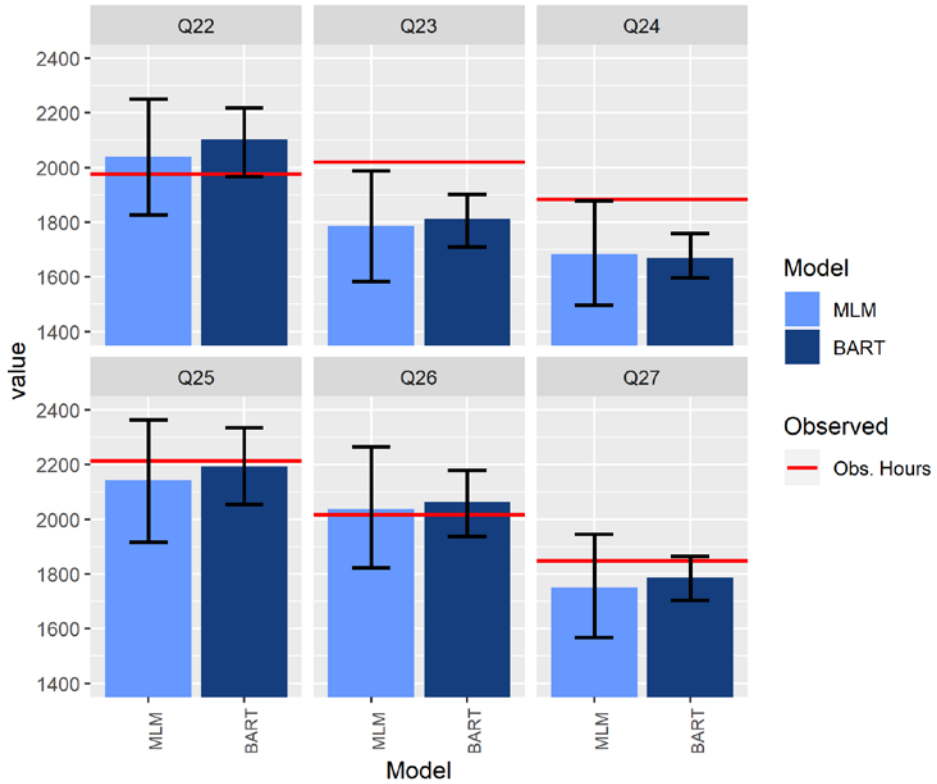 Q22 Q23 Q24
2400
2200
2000
1800
1600
1400
value
Q25 Q26 Q27
2400
2200
2000
1800
1600
1400
MLM BART MLM BART MLM BART
Model
Model
MLM
BART
Observed
Obs. Hours